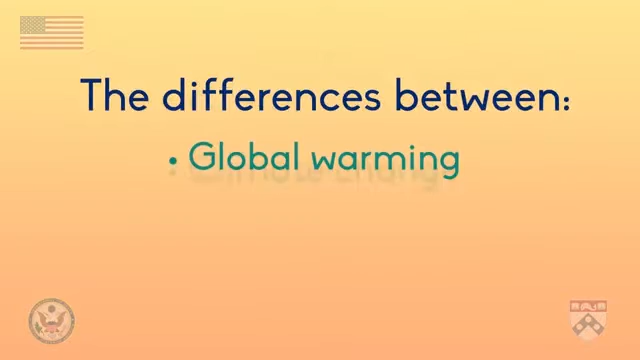 The differences between:
• Global warming